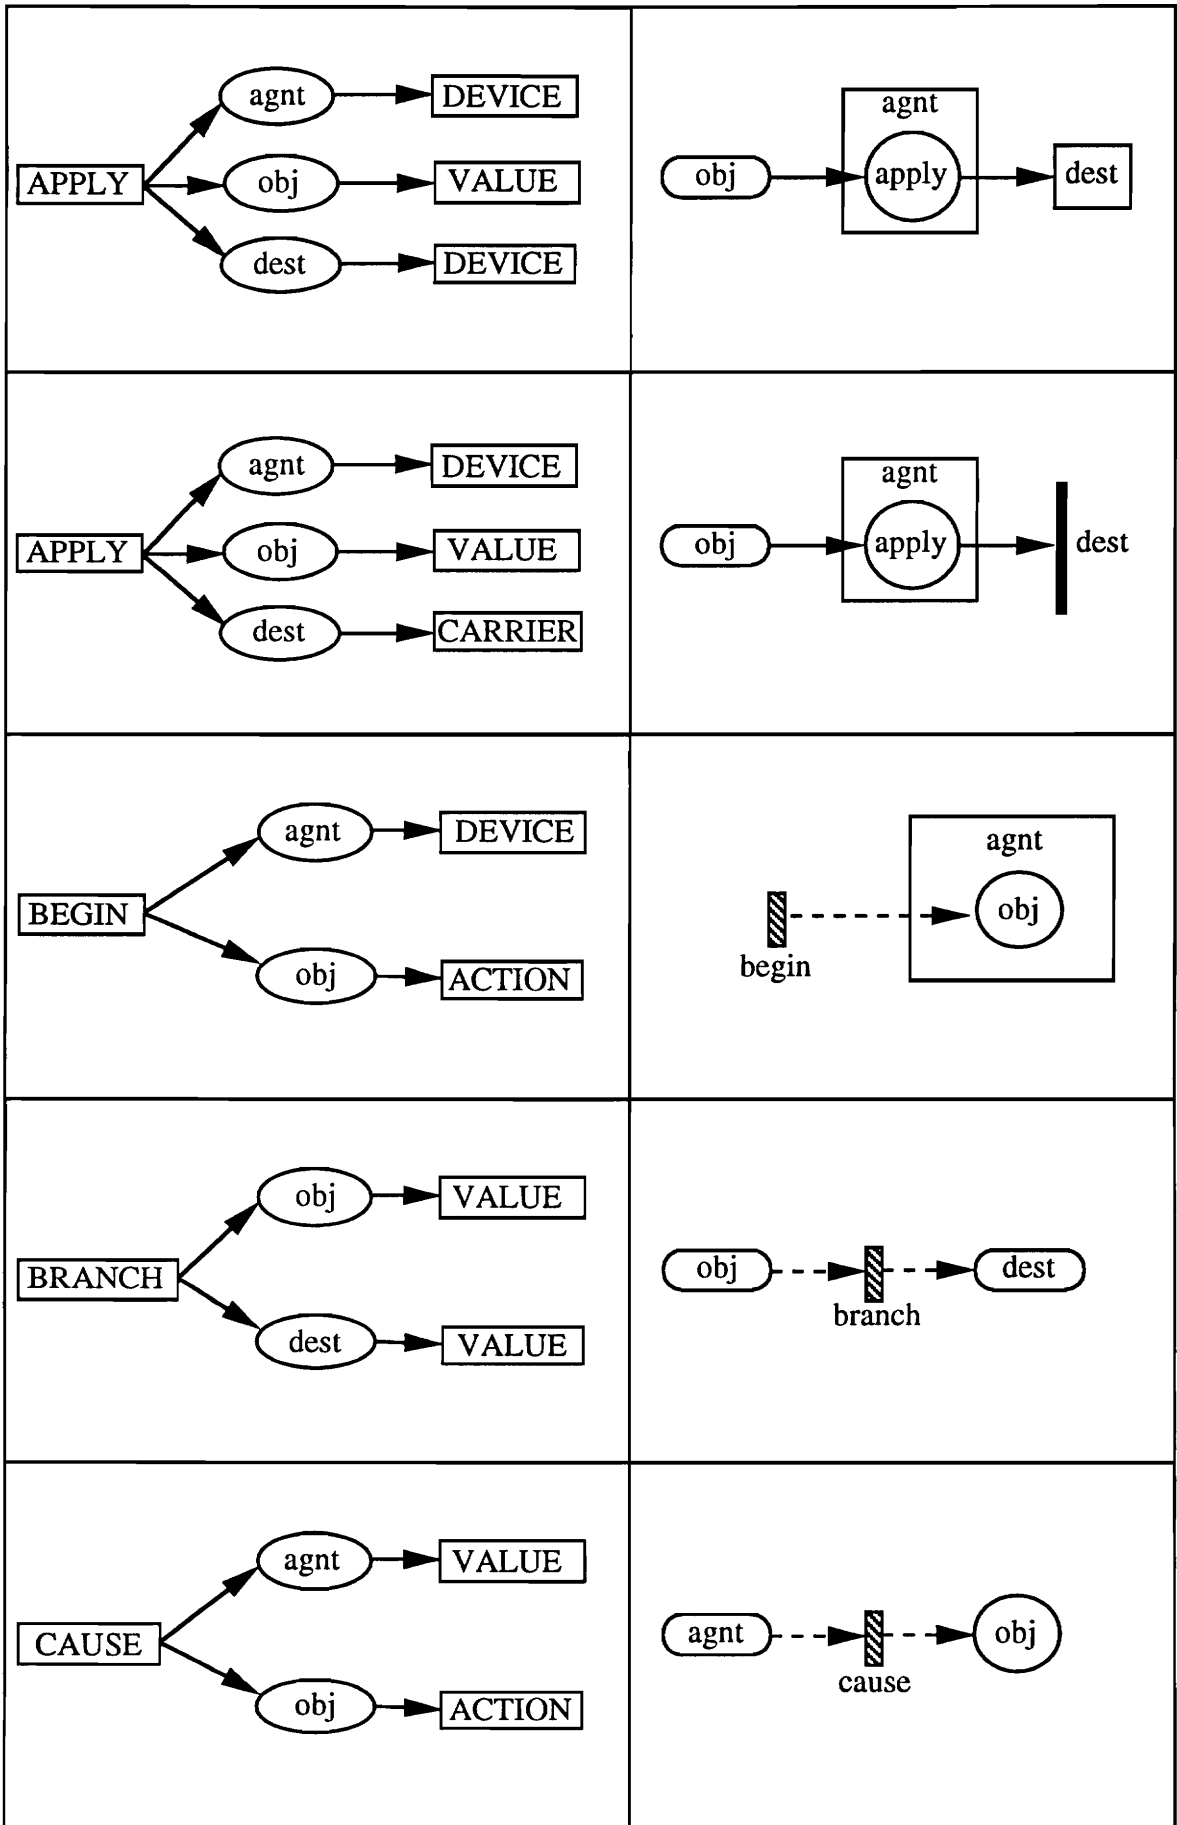 agnt DEVICE
APPLY obj VALUE
dest DEVICE
agnt
obj apply dest
agnt DEVICE
APPLY obj VALUE
dest CARRIER
agnt
obj apply dest
agnt DEVICE
BEGIN
obj ACTION
agnt
obj
begin
obj VALUE
BRANCH
dest VALUE
obj dest
branch
agnt VALUE
CAUSE
obj ACTION
agnt obj
cause